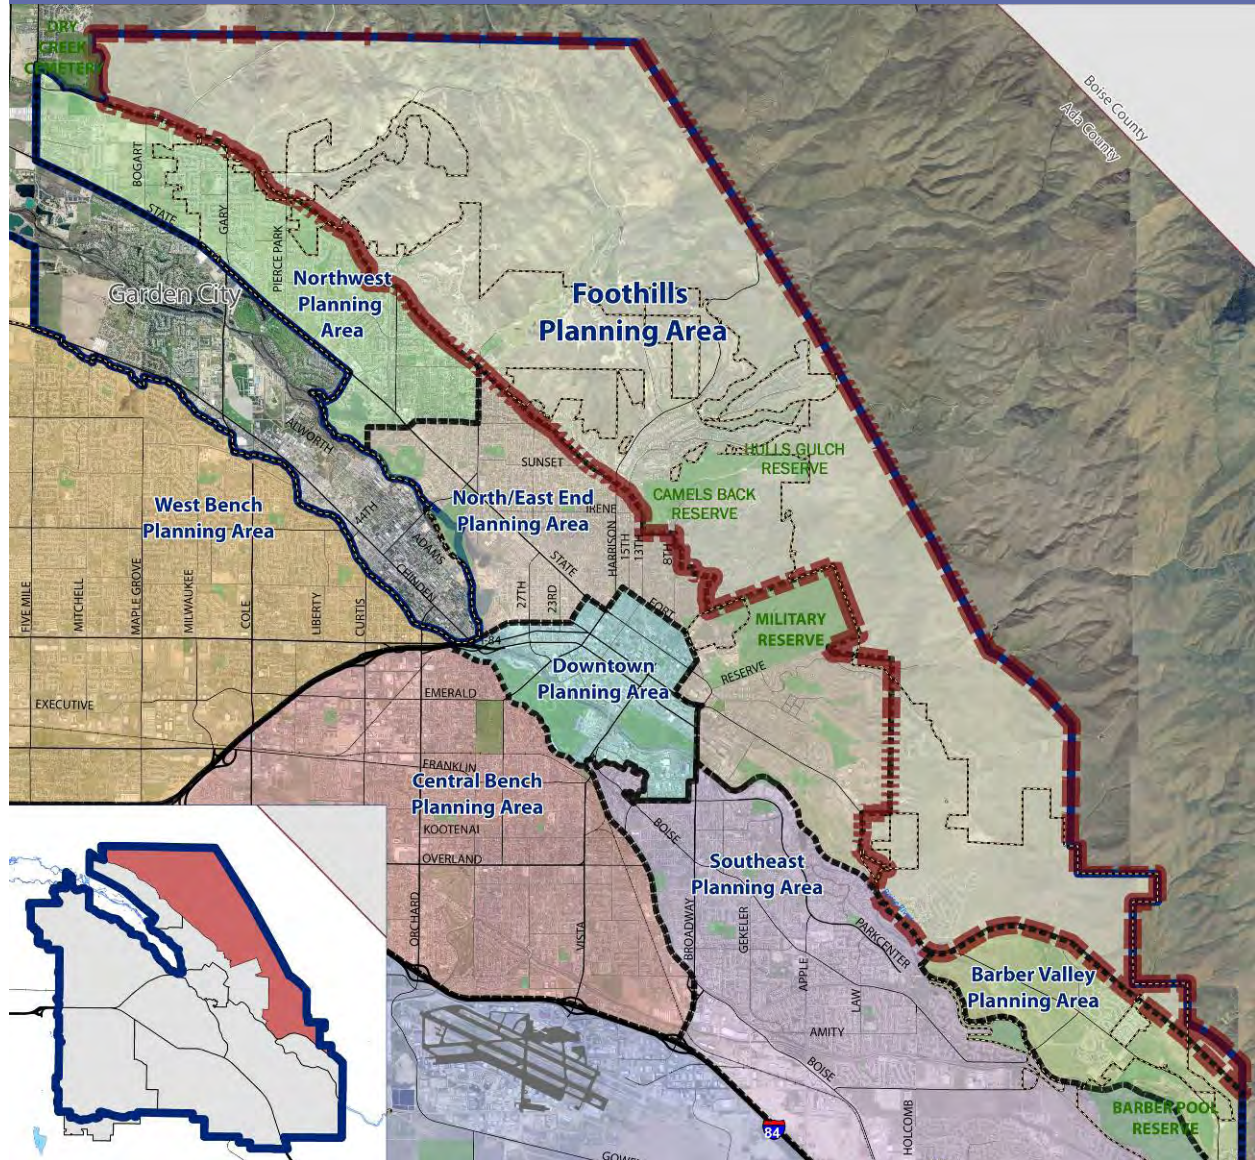 DRY
CREEK
CEMETERY
Boise County
Ada County
BOGART
STATE
GARY
PIERCE PARK
Garden City
Northwest
Planning
Area
Foothills
Planning Area
ALWORTH
SUNSET
HULLS GULCH
RESERVE
CAMELS BACK
RESERVE
West Bench
Planning Area
North/East End
Planning Area
IRENE
44TH
ADAMS
CHINDEN
STATE
HARRISON
15TH
13TH
8TH
FIVE MILE
MITCHELL
MAPLE GROVE
MILWAUKEE
COLE
LIBERTY
CURTIS
27TH
23RD
FORT
MILITARY
RESERVE
84
Downtown
Planning Area
RESERVE
EMERALD
EXECUTIVE
FRANKLIN
Central Bench
Planning Area
KOOTENAI
OVERLAND
BOISE
Southeast
Planning Area
ORCHARD
VISTA
BROADWAY
GEKELER
PARKCENTER
APPLE
LAW
Barber Valley
Planning Area
AMITY
BOISE
HOLCOMB
BARBER POOL
RESERVE
84
GOWE